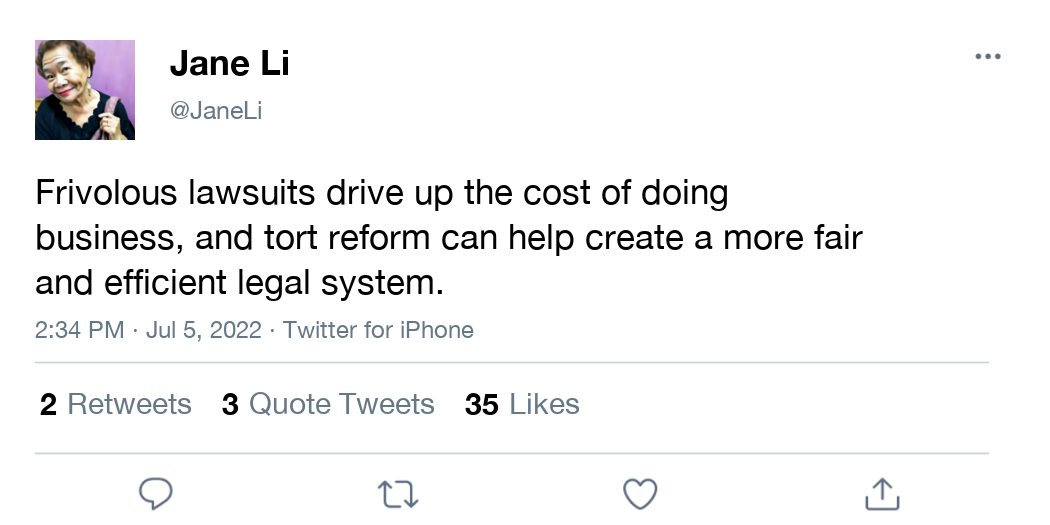 Jane Li
@JaneLi
Frivolous lawsuits drive up the cost of doing
business, and tort reform can help create a more fair
and efficient legal system.
2:34 PM · Jul 5, 2022 · Twitter for iPhone
2 Retweets 3 Quote Tweets 35 Likes